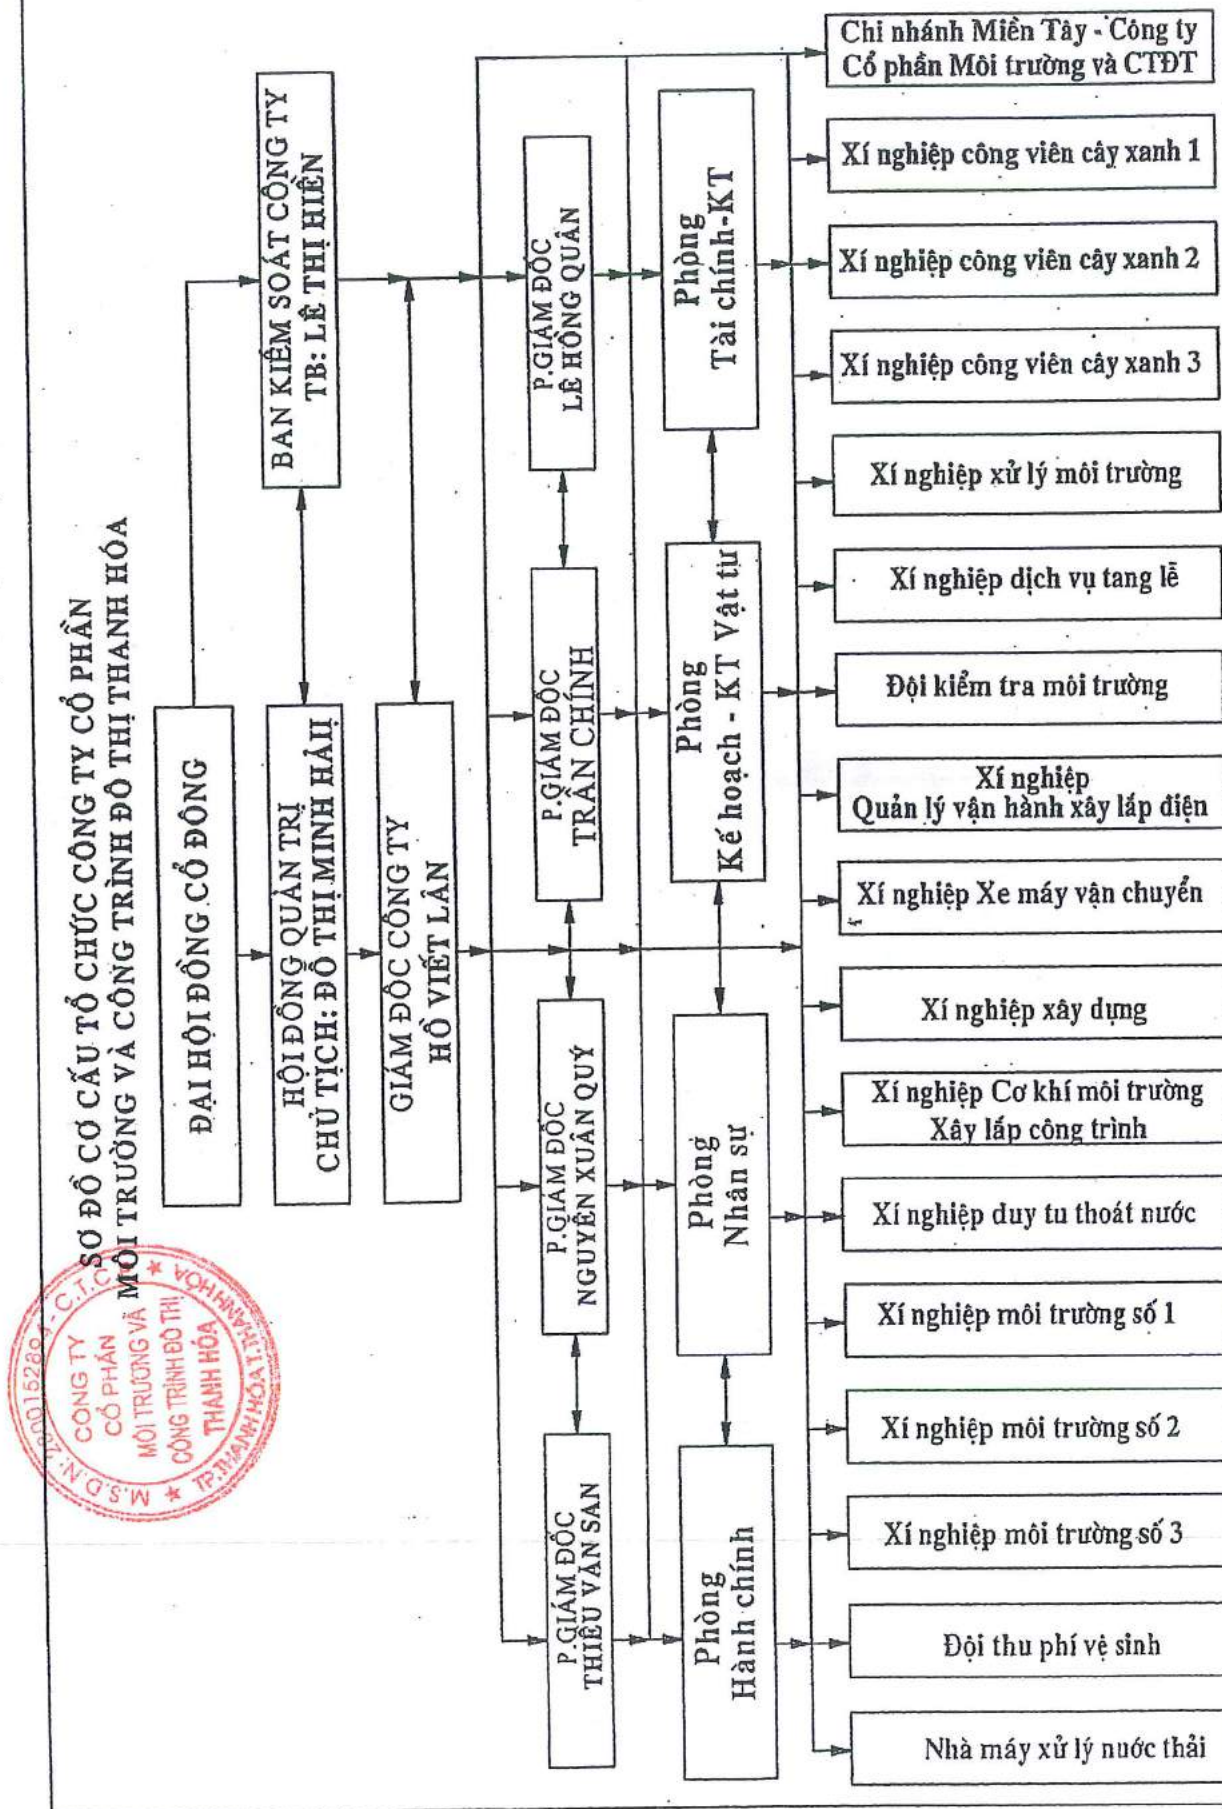 SƠ ĐỒ CƠ CẤU TỔ CHỨC CÔNG TY CỔ PHẦN
MÔI TRƯỜNG VÀ CÔNG TRÌNH ĐÔ THỊ THANH HÓA
M.S.D.N: 2800152894 - C.T.C.P
CÔNG TY
CỔ PHẦN
MÔI TRƯỜNG VÀ
CÔNG TRÌNH ĐÔ THỊ
THANH HÓA
TP. THANH HÓA T. THANH HÓA
ĐẠI HỘI ĐỒNG CỔ ĐÔNG
HỘI ĐỒNG QUẢN TRỊ
CHỦ TỊCH: ĐỖ THỊ MINH HẢI
BAN KIỂM SOÁT CÔNG TY
TB: LÊ THỊ HIỀN
GIÁM ĐỐC CÔNG TY
HỒ VIẾT LÂN
P.GIÁM ĐỐC
THIỀU VĂN SAN
P.GIÁM ĐỐC
NGUYỄN XUÂN QUÝ
P.GIÁM ĐỐC
TRẦN CHÍNH
P.GIÁM ĐỐC
LÊ HỒNG QUÂN
Phòng
Hành chính
Phòng
Nhân sự
Phòng
Kế hoạch - KT Vật tư
Phòng
Tài chính-KT
Chi nhánh Miền Tây - Công ty
Cổ phần Môi trường và CTĐT
Xí nghiệp công viên cây xanh 1
Xí nghiệp công viên cây xanh 2
Xí nghiệp công viên cây xanh 3
Xí nghiệp xử lý môi trường
Xí nghiệp dịch vụ tang lễ
Đội kiểm tra môi trường
Xí nghiệp
Quản lý vận hành xây lắp điện
Xí nghiệp Xe máy vận chuyển
Xí nghiệp xây dựng
Xí nghiệp Cơ khí môi trường
Xây lắp công trình
Xí nghiệp duy tu thoát nước
Xí nghiệp môi trường số 1
Xí nghiệp môi trường số 2
Xí nghiệp môi trường số 3
Đội thu phí vệ sinh
Nhà máy xử lý nước thải